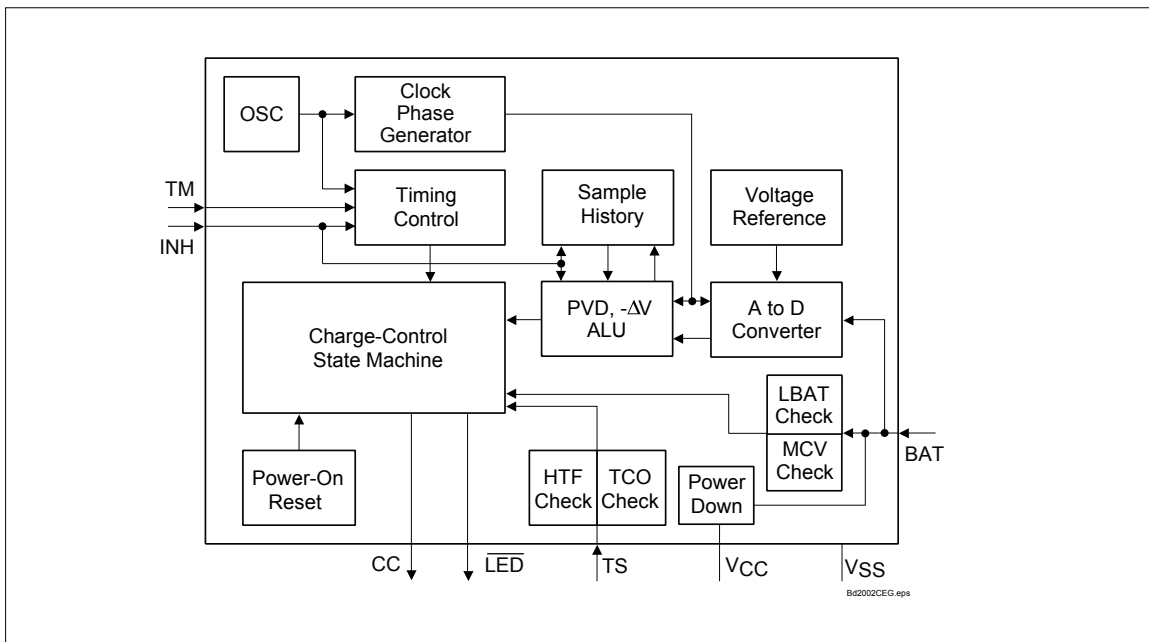 OSC
Clock
Phase
Generator
TM
INH
Timing
Control
Sample
History
Voltage
Reference
Charge-Control
State Machine
PVD, -ΔV
ALU
A to D
Converter
LBAT
Check
MCV
Check
BAT
Power-On
Reset
HTF
Check
TCO
Check
Power
Down
CC
LED
TS
VCC
VSS
Bd2002CEG.eps